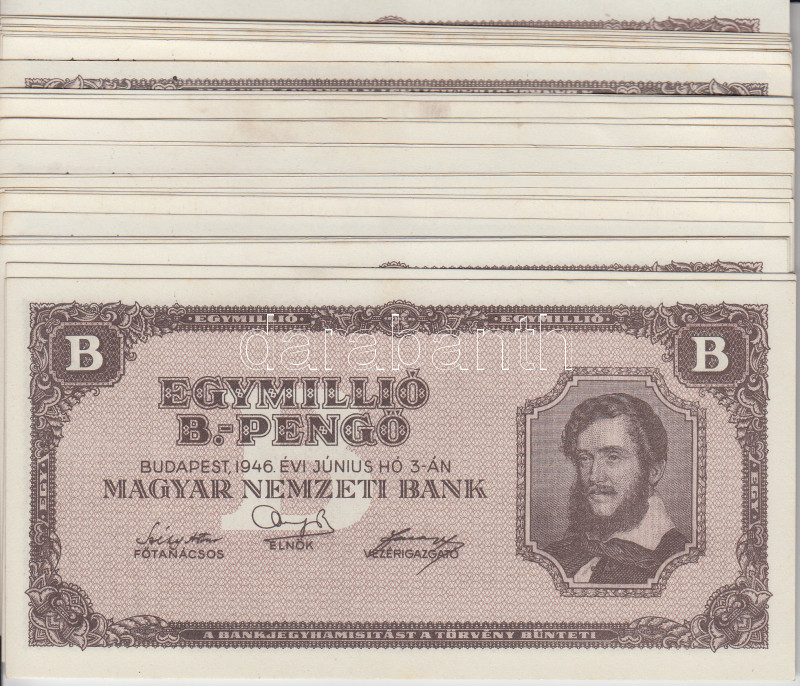 EGYMILLIÓ EGYMILLIÓ
B B
darabanth
EGYMILLIÓ
B.-PENGŐ
BUDAPEST, 1946. ÉVI JÚNIUS HÓ 3-ÁN
MAGYAR NEMZETI BANK
FŐTANÁCSOS ELNÖK VEZÉRIGAZGATÓ
A BANKJEGYHAMISITÁST A TÖRVÉNY BÜNTETI